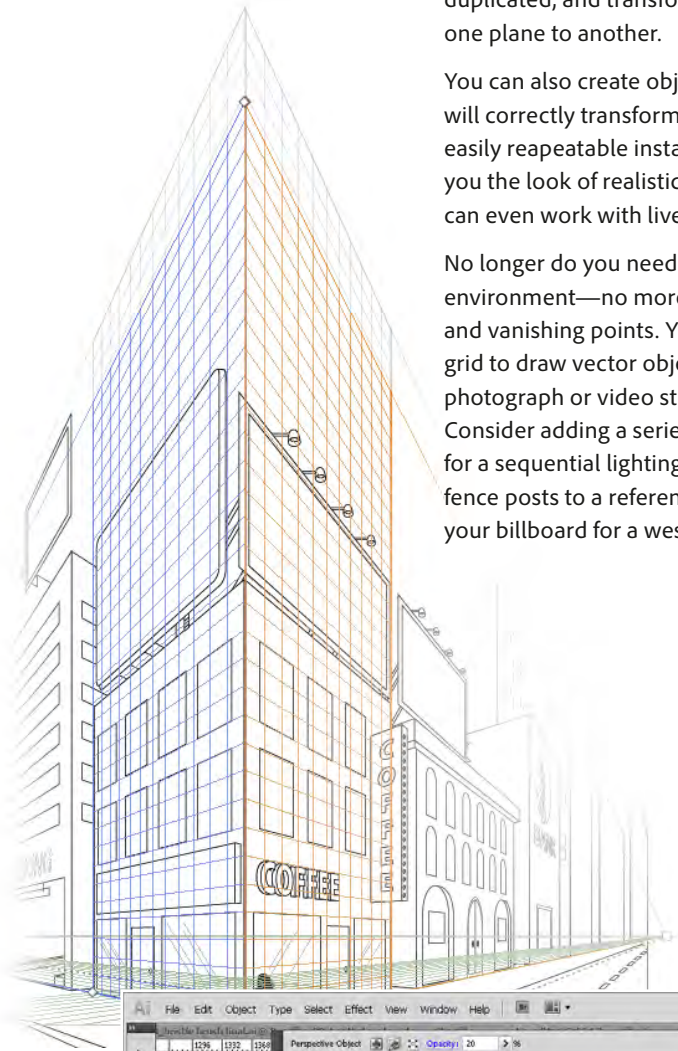 duplicated, and transfo
one plane to another.
You can also create obj
will correctly transform
easily reapeatable insta
you the look of realistic
can even work with live
No longer do you need
environment—no more
and vanishing points. Y
grid to draw vector obje
photograph or video st
Consider adding a serie
for a sequential lighting
fence posts to a referen
your billboard for a wes
COFFEE
COFFEE
Ai File Edit Object Type Select Effect View Window Help
1296 1332 1368
Perspective Object Opacity: 20 %